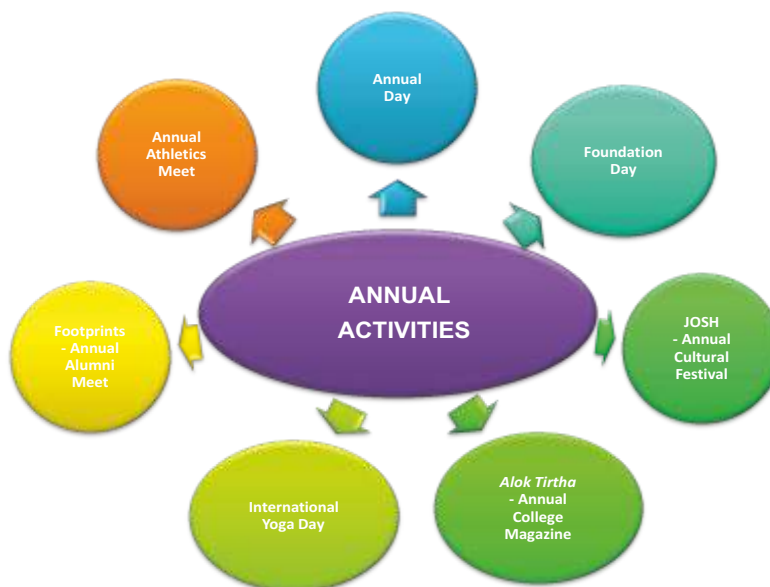 Annual
Day
Foundation
Day
JOSH
- Annual
Cultural
Festival
Alok Tirtha
- Annual
College
Magazine
International
Yoga Day
Footprints
- Annual
Alumni
Meet
Annual
Athletics
Meet
ANNUAL
ACTIVITIES